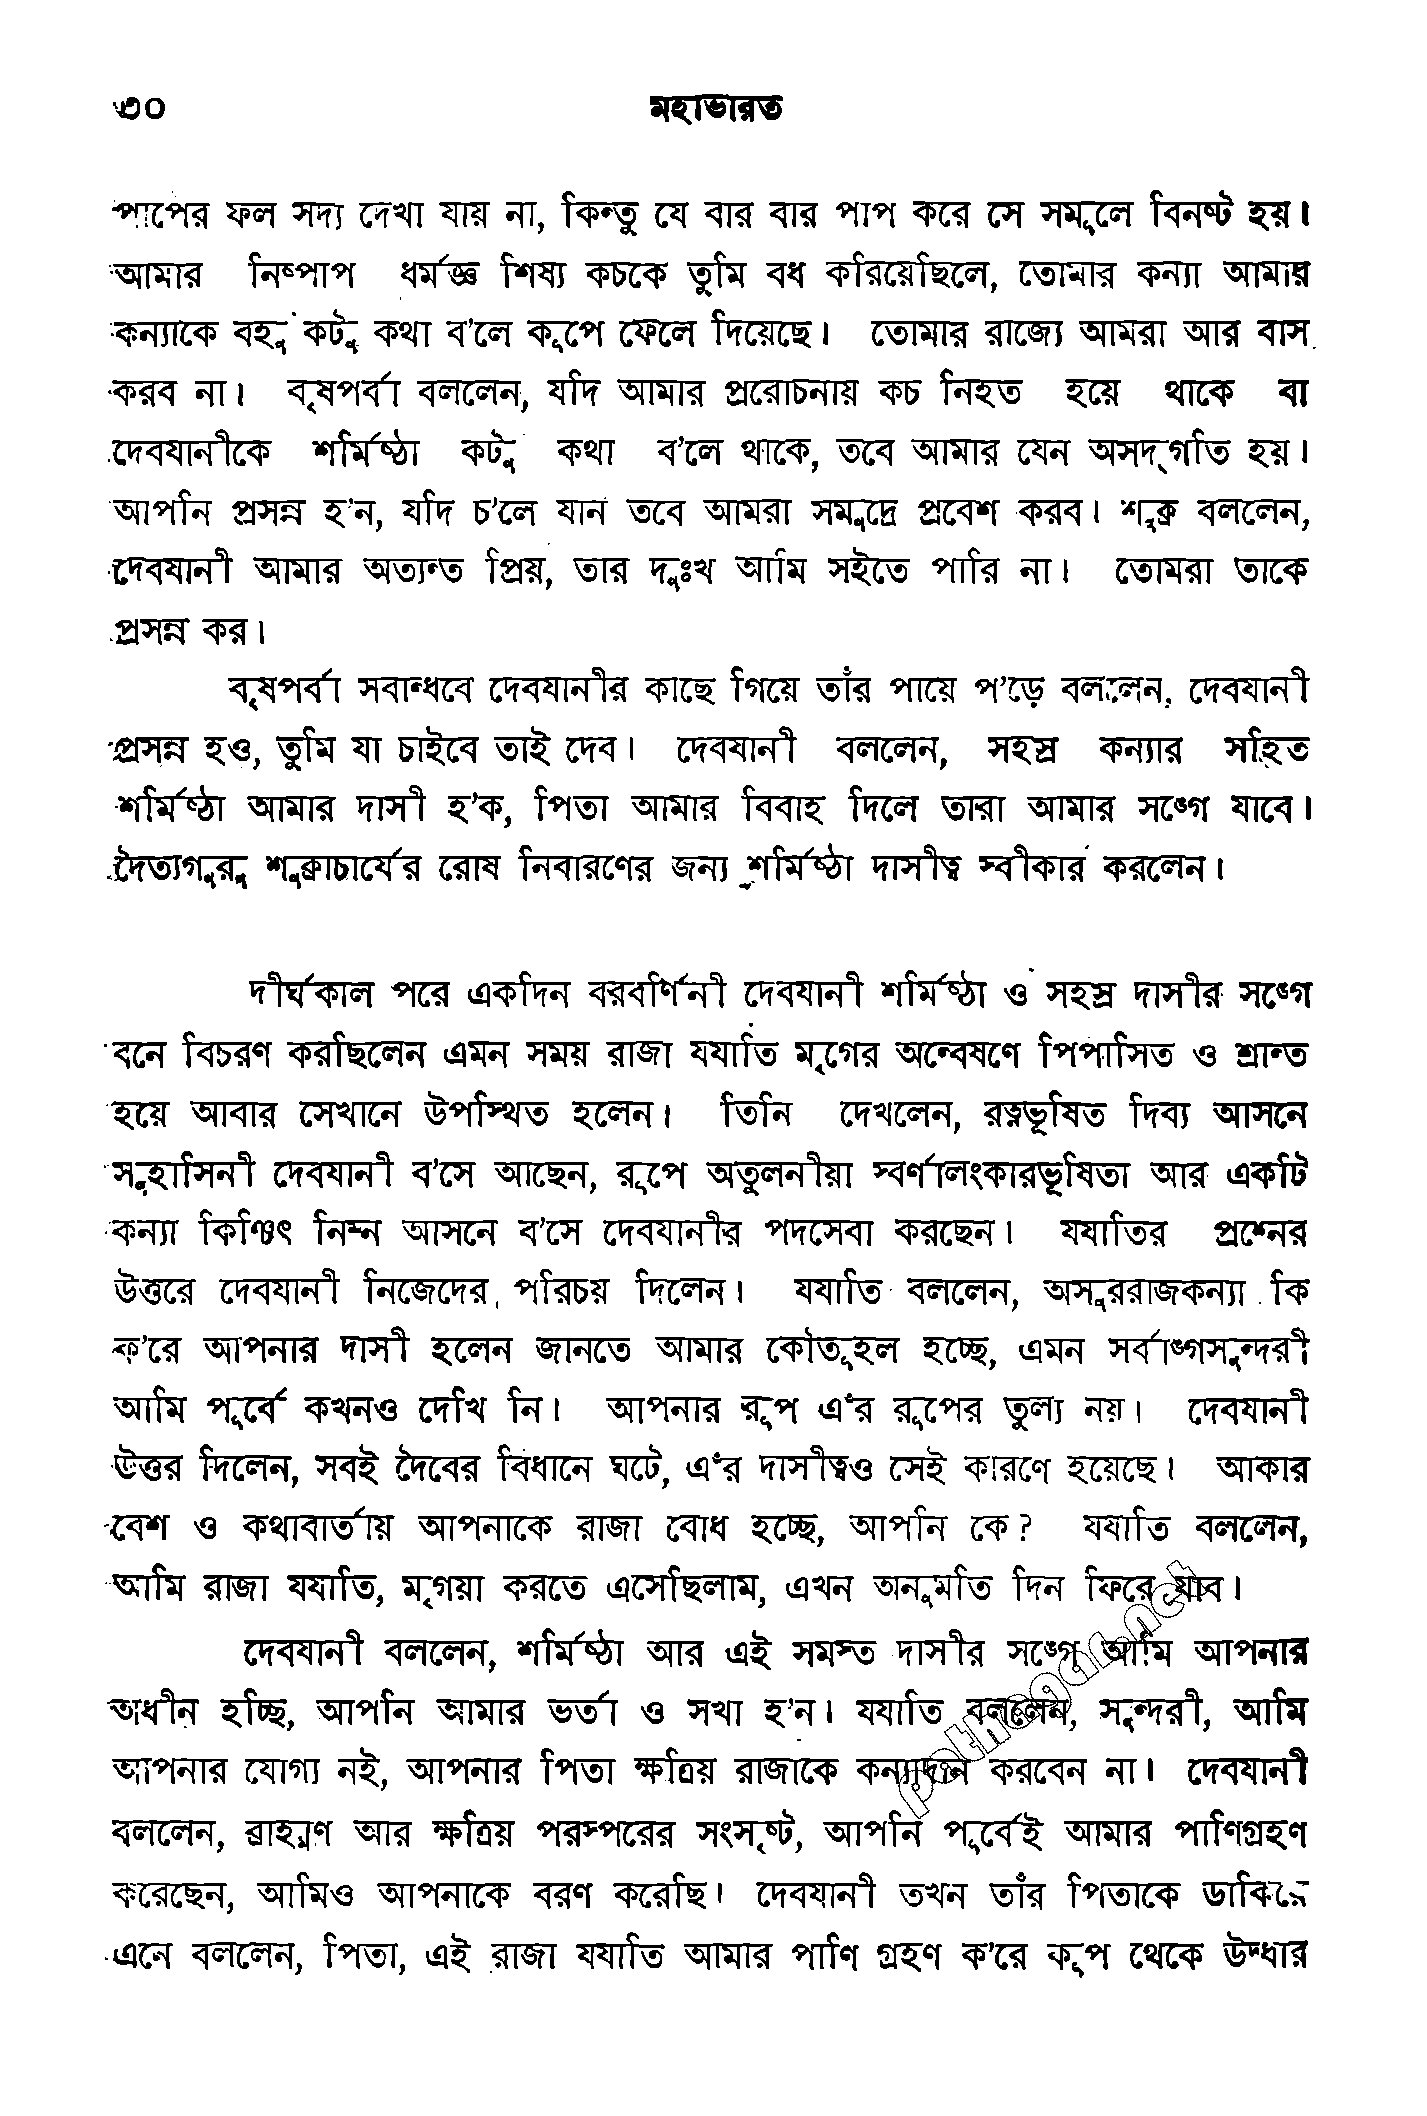 ৩০ মহাভারত
পাপের ফল সদ্য দেখা যায় না, কিন্তু যে বার বার পাপ করে সে সমূলে বিনষ্ট হয়।
আমার নিষ্পাপ ধর্মজ্ঞ শিষ্য কচকে তুমি বধ করিয়েছিলে, তোমার কন্যা আমার
কন্যাকে বহু কটু কথা ব'লে কূপে ফেলে দিয়েছে। তোমার রাজ্যে আমরা আর বাস
করব না। বৃষপর্বা বললেন, যদি আমার প্ররোচনায় কচ নিহত হয়ে থাকে বা
দেবযানীকে শর্মিষ্ঠা কটু কথা ব'লে থাকে, তবে আমার যেন অসদ্‌গতি হয়।
আপনি প্রসন্ন হ'ন, যদি চ'লে যান তবে আমরা সমুদ্রে প্রবেশ করব। শুক্র বললেন,
দেবযানী আমার অত্যন্ত প্রিয়, তার দুঃখ আমি সইতে পারি না। তোমরা তাকে
প্রসন্ন কর।
বৃষপর্বা সবান্ধবে দেবযানীর কাছে গিয়ে তাঁর পায়ে প'ড়ে বললেন, দেবযানী
প্রসন্ন হও, তুমি যা চাইবে তাই দেব। দেবযানী বললেন, সহস্র কন্যার সহিত
শর্মিষ্ঠা আমার দাসী হ'ক, পিতা আমার বিবাহ দিলে তারা আমার সঙ্গে যাবে।
দৈত্যগুরু শুক্রাচার্যের রোষ নিবারণের জন্য শর্মিষ্ঠা দাসীত্ব স্বীকার করলেন।
দীর্ঘকাল পরে একদিন বরবর্ণিনী দেবযানী শর্মিষ্ঠা ও সহস্র দাসীর সঙ্গে
বনে বিচরণ করছিলেন এমন সময় রাজা যযাতি মৃগের অন্বেষণে পিপাসিত ও শ্রান্ত
হয়ে আবার সেখানে উপস্থিত হলেন। তিনি দেখলেন, রত্নভূষিত দিব্য আসনে
সুহাসিনী দেবযানী ব'সে আছেন, রূপে অতুলনীয়া স্বর্ণালংকারভূষিতা আর একটি
কন্যা কিঞ্চিৎ নিম্ন আসনে ব'সে দেবযানীর পদসেবা করছেন। যযাতির প্রশ্নের
উত্তরে দেবযানী নিজেদের পরিচয় দিলেন। যযাতি বললেন, অসুররাজকন্যা কি
ক'রে আপনার দাসী হলেন জানতে আমার কৌতূহল হচ্ছে, এমন সর্বাঙ্গসুন্দরী
আমি পূর্বে কখনও দেখি নি। আপনার রূপ এঁর রূপের তুল্য নয়। দেবযানী
উত্তর দিলেন, সবই দৈবের বিধানে ঘটে, এঁর দাসীত্বও সেই কারণে হয়েছে। আকার
বেশ ও কথাবার্তায় আপনাকে রাজা বোধ হচ্ছে, আপনি কে? যযাতি বললেন,
আমি রাজা যযাতি, মৃগয়া করতে এসেছিলাম, এখন অনুমতি দিন ফিরে যাব।
দেবযানী বললেন, শর্মিষ্ঠা আর এই সমস্ত দাসীর সঙ্গে আমি আপনার
অধীন হচ্ছি, আপনি আমার ভর্তা ও সখা হ'ন। যযাতি বললেন, সুন্দরী, আমি
আপনার যোগ্য নই, আপনার পিতা ক্ষত্রিয় রাজাকে কন্যাদান করবেন না। দেবযানী
বললেন, ব্রাহ্মণ আর ক্ষত্রিয় পরস্পরের সংসৃষ্ট, আপনি পূর্বেই আমার পাণিগ্রহণ
করেছেন, আমিও আপনাকে বরণ করেছি। দেবযানী তখন তাঁর পিতাকে ডাকিয়ে
এনে বললেন, পিতা, এই রাজা যযাতি আমার পাণি গ্রহণ ক'রে কূপ থেকে উদ্ধার
pathagar.net